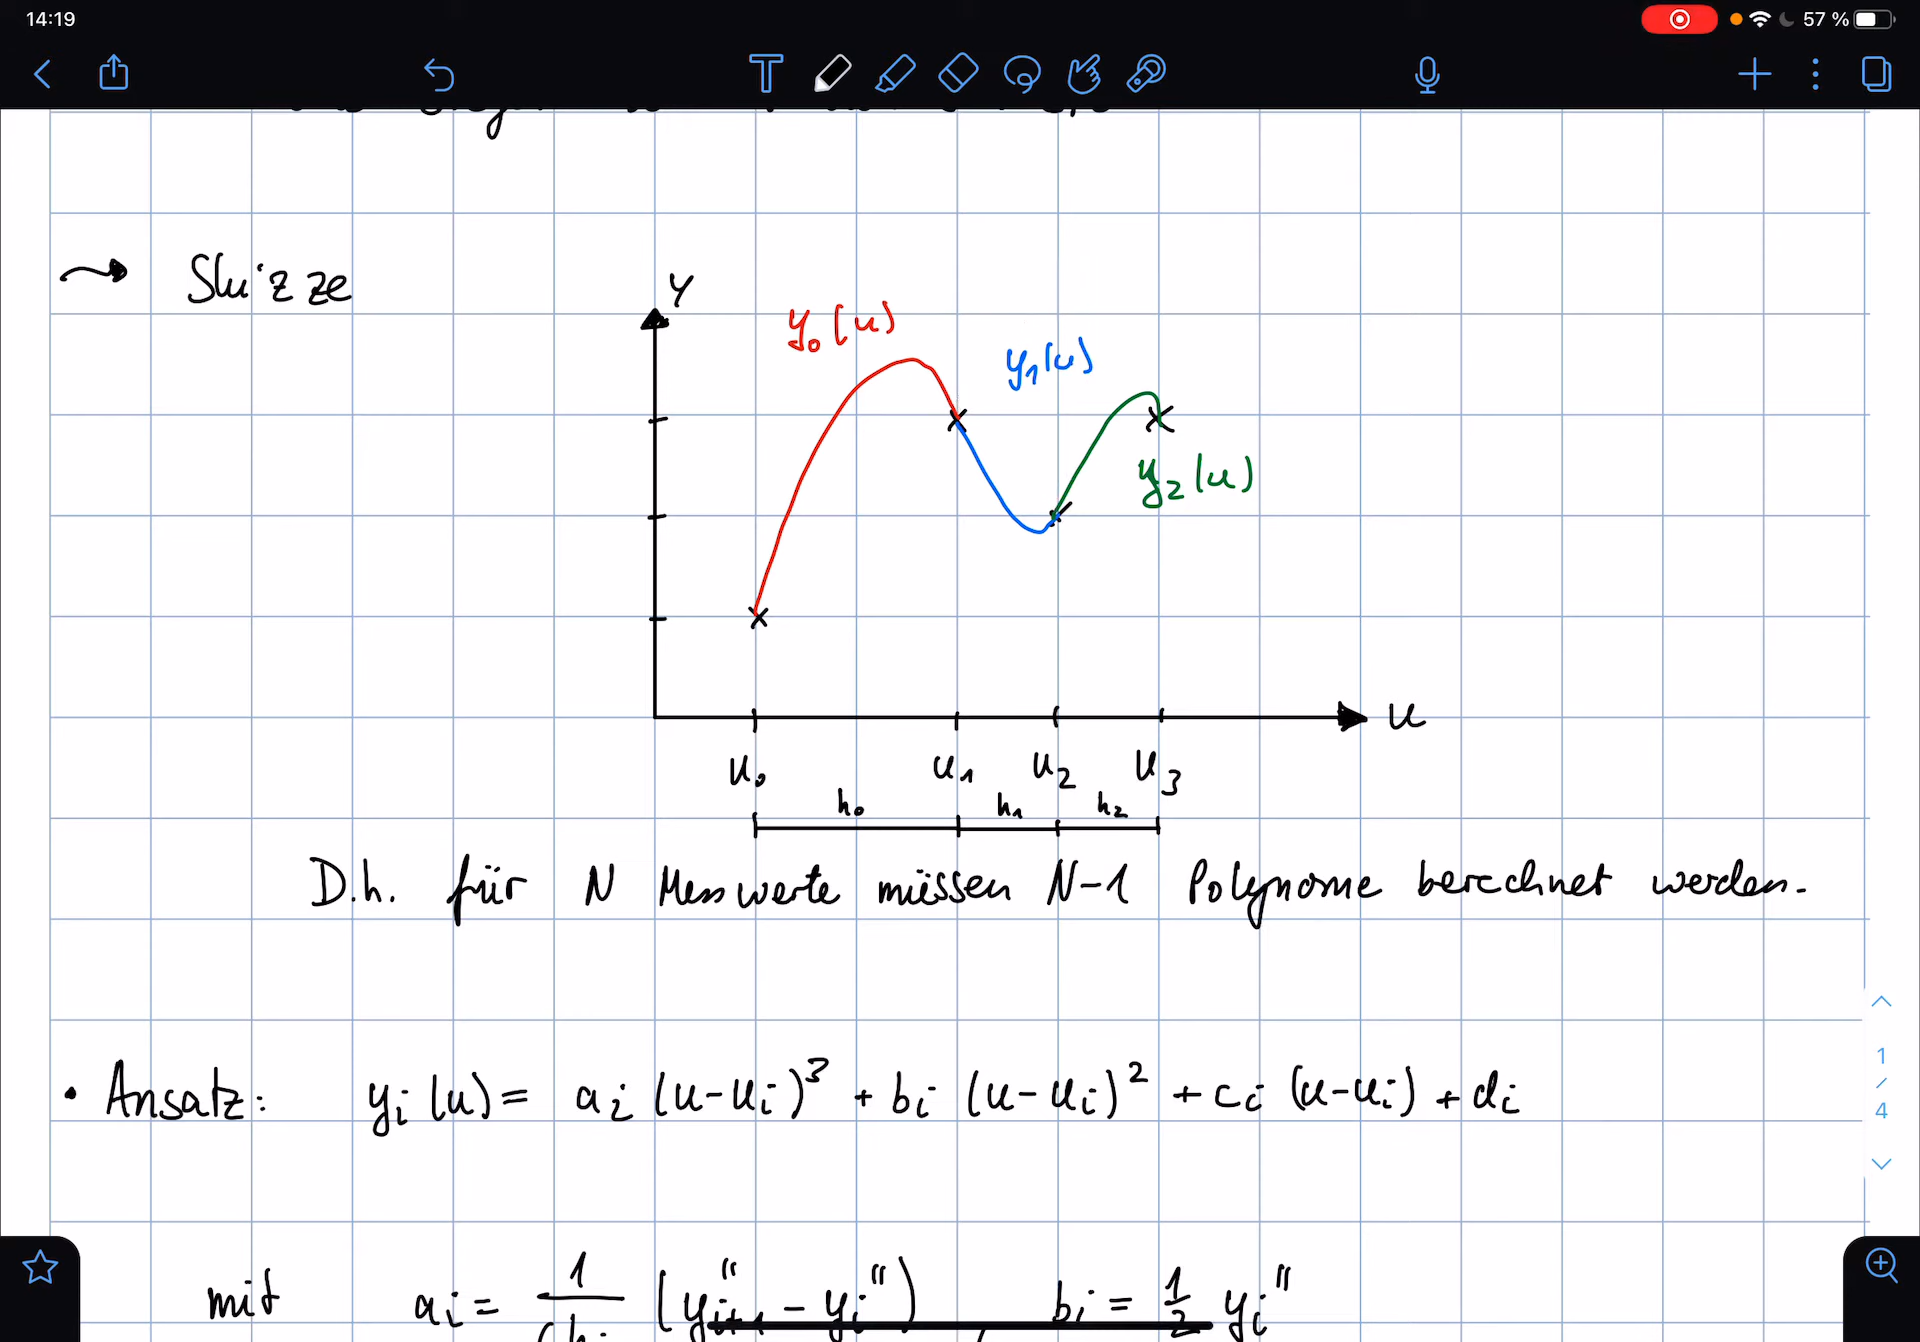 14:19
57 %
T
→ Skizze
y
y₀(u)
y₁(u)
y₂(u)
u
u₀ u₁ u₂ u₃
h₀ h₁ h₂
D.h. für N Messwerte müssen N-1 Polynome berechnet werden.
1
/
4
• Ansatz: yᵢ(u) = aᵢ (u-uᵢ)³ + bᵢ (u-uᵢ)² + cᵢ (u-uᵢ) + dᵢ
mit aᵢ = 1/(6hᵢ) (yᵢ₊₁'' - yᵢ'') , bᵢ = 1/2 yᵢ''